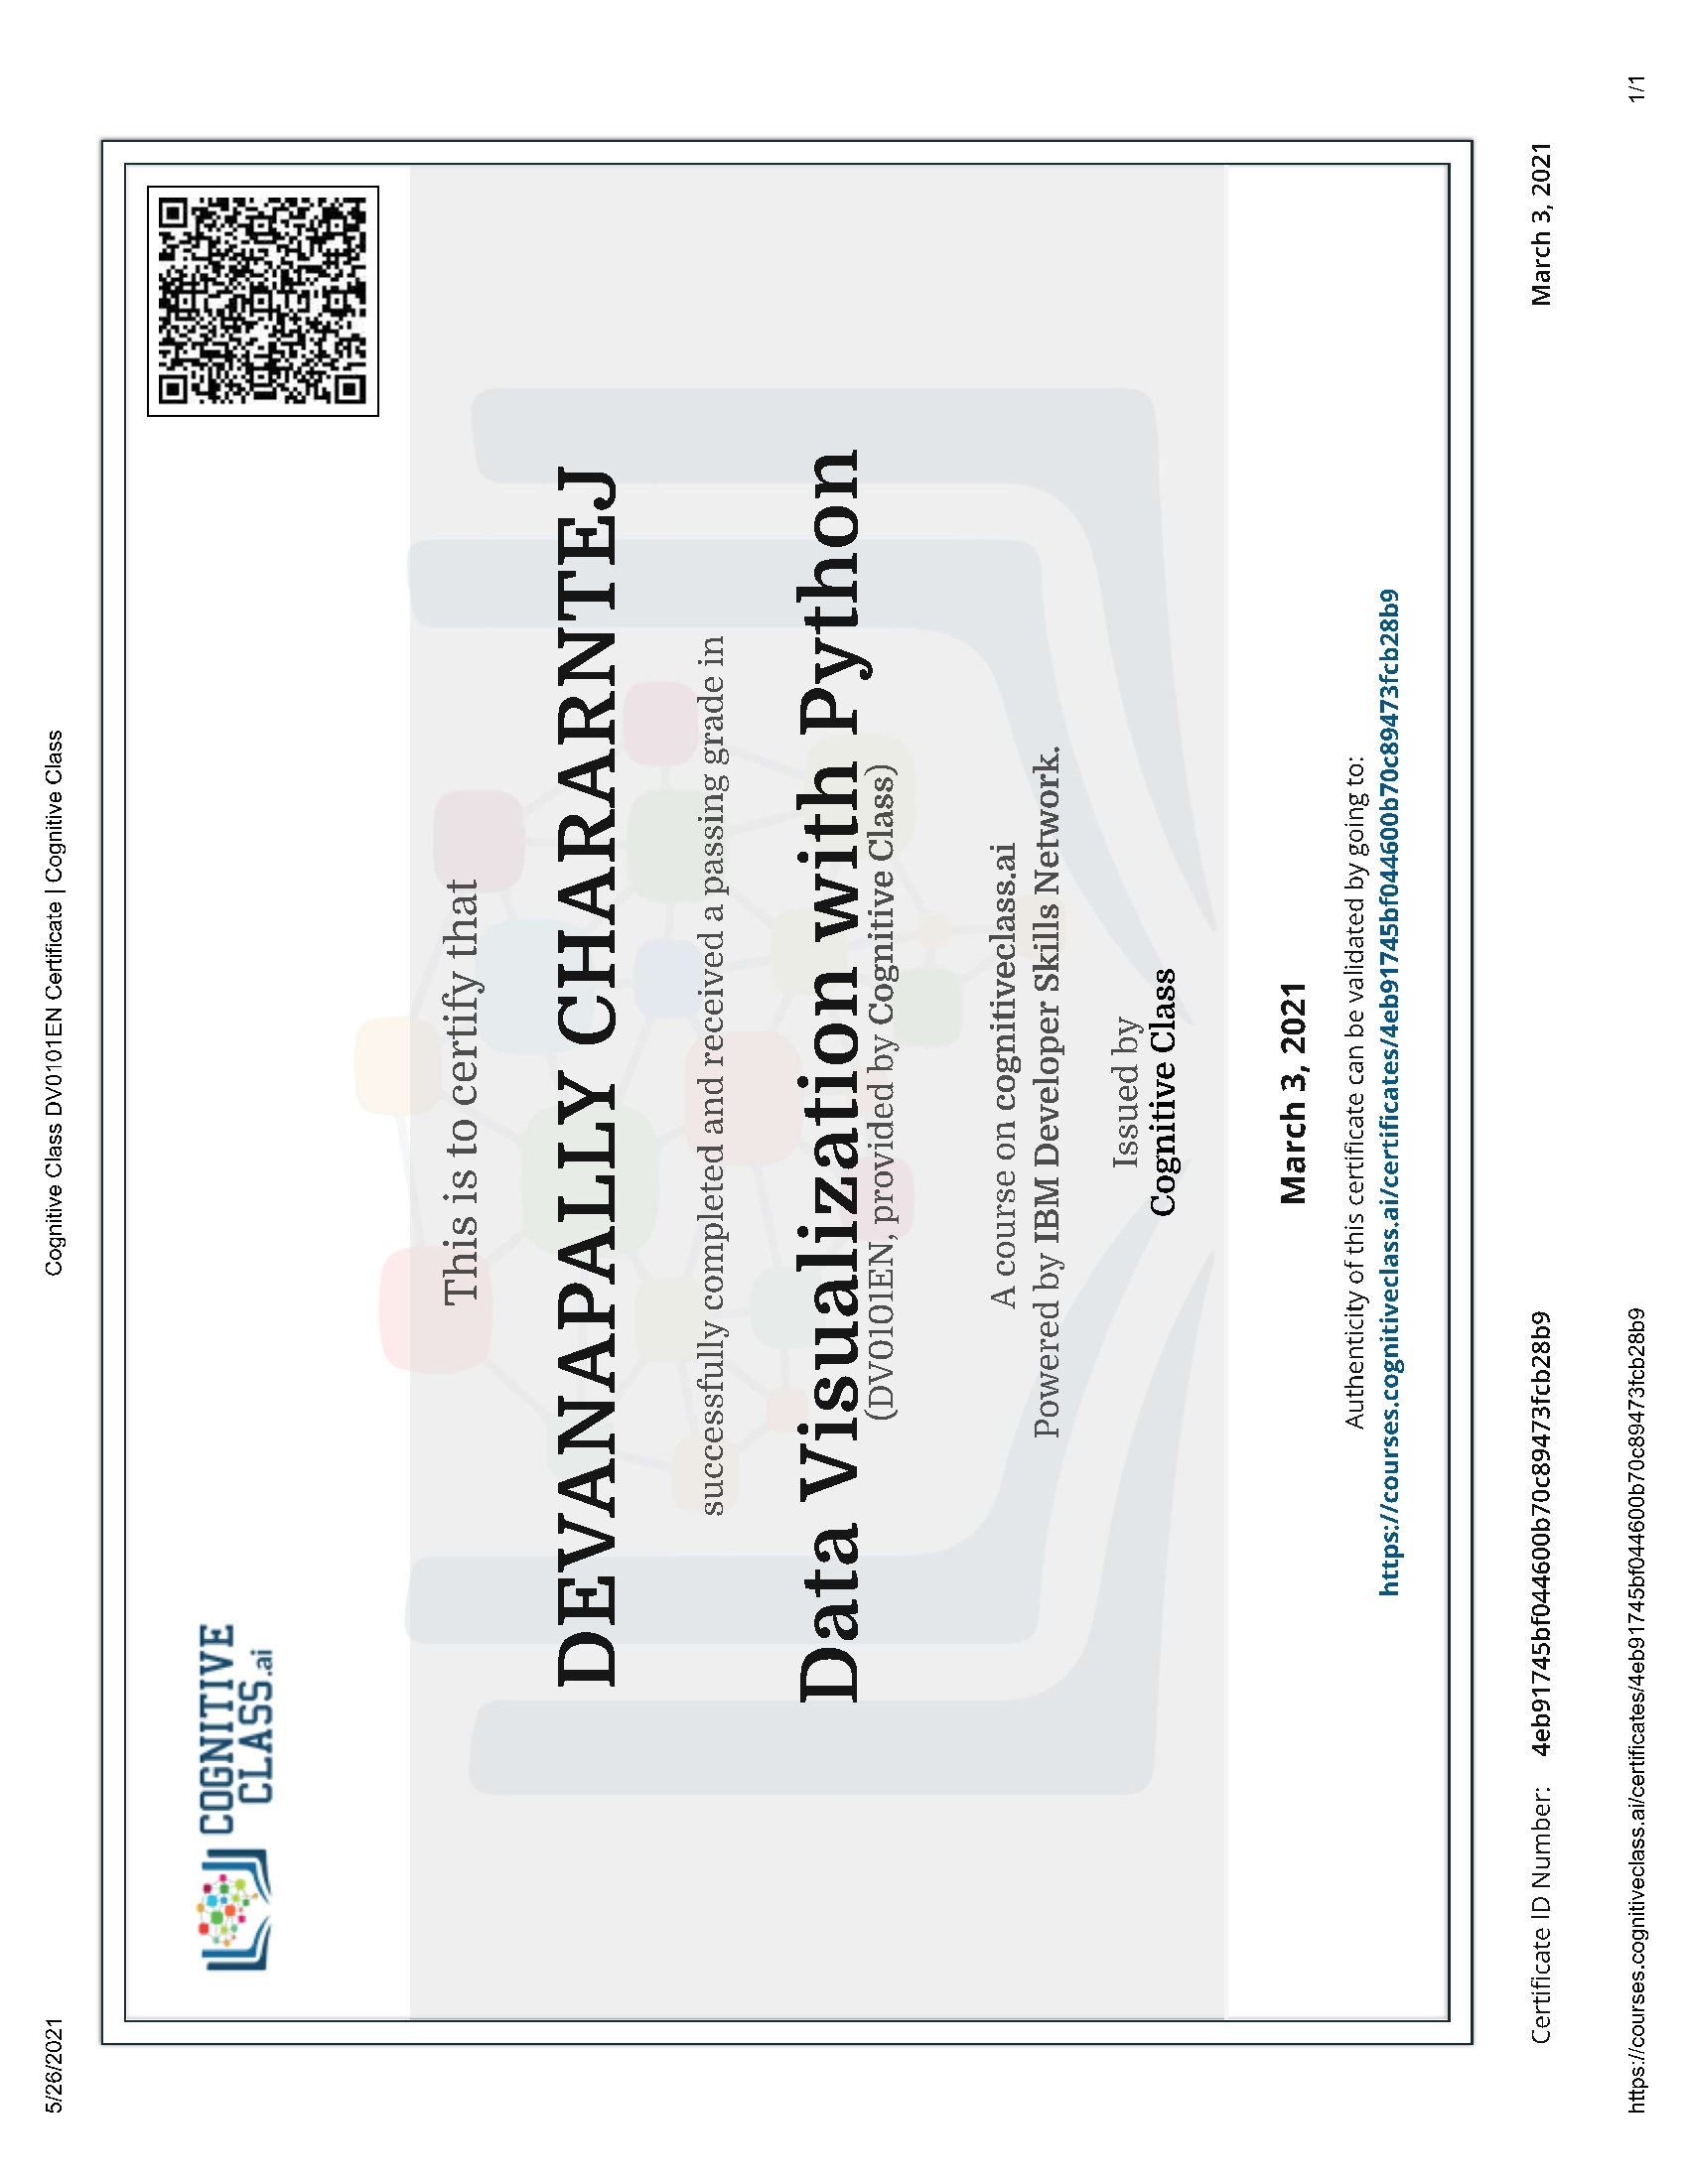 5/26/2021
Cognitive Class DV0101EN Certificate | Cognitive Class
COGNITIVE
CLASS.ai
This is to certify that
DEVANAPALLY CHARARNTEJ
successfully completed and received a passing grade in
Data Visualization with Python
(DV0101EN, provided by Cognitive Class)
A course on cognitiveclass.ai
Powered by IBM Developer Skills Network.
Issued by
Cognitive Class
March 3, 2021
Authenticity of this certificate can be validated by going to:
https://courses.cognitiveclass.ai/certificates/4eb91745bf044600b70c89473fcb28b9
Certificate ID Number: 4eb91745bf044600b70c89473fcb28b9
March 3, 2021
https://courses.cognitiveclass.ai/certificates/4eb91745bf044600b70c89473fcb28b9
1/1